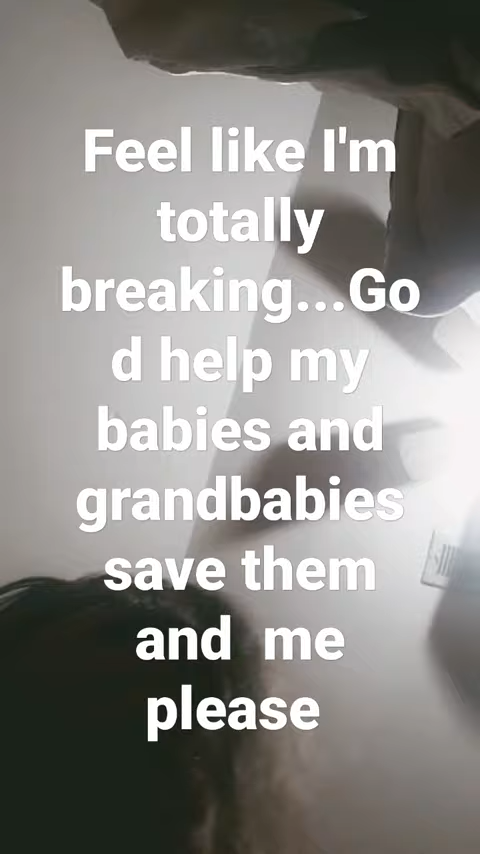 Feel like I'm
totally
breaking...Go
d help my
babies and
grandbabies
save them
and  me
please